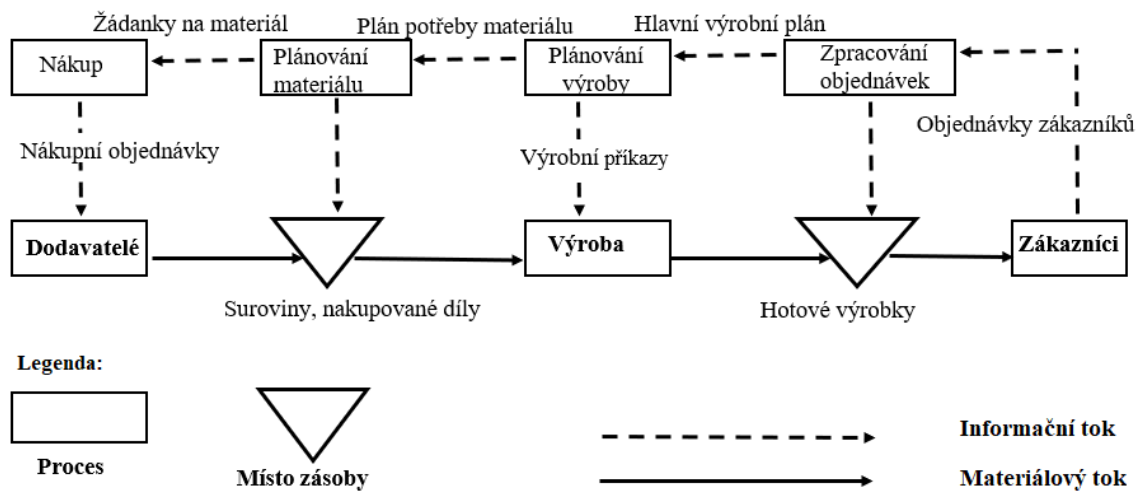 Žádanky na materiál
Plán potřeby materiálu
Hlavní výrobní plán
Nákup
Plánování
materiálu
Plánování
výroby
Zpracování
objednávek
Nákupní objednávky
Výrobní příkazy
Objednávky zákazníků
Dodavatelé
Výroba
Zákazníci
Suroviny, nakupované díly
Hotové výrobky
Legenda:
Proces
Místo zásoby
Informační tok
Materiálový tok